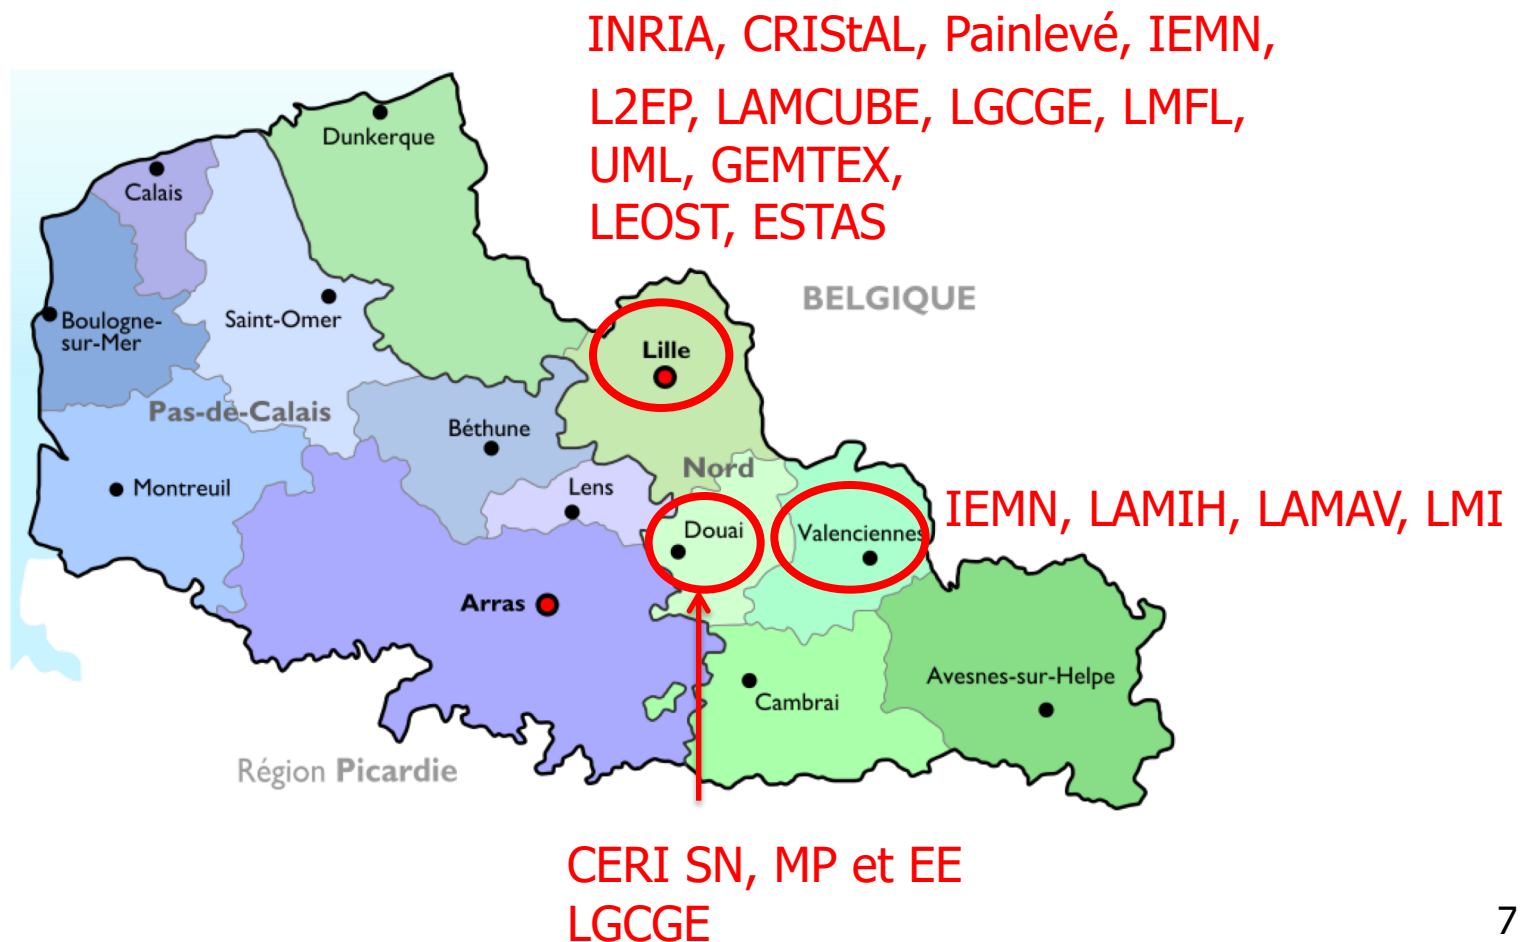 INRIA, CRIStAL, Painlevé, IEMN,
L2EP, LAMCUBE, LGCGE, LMFL,
UML, GEMTEX,
LEOST, ESTAS
Dunkerque
Calais
BELGIQUE
Saint-Omer
Boulogne-
sur-Mer
Lille
Pas-de-Calais
Béthune
Nord
Montreuil
Lens
IEMN, LAMIH, LAMAV, LMI
Douai
Valenciennes
Arras
Avesnes-sur-Helpe
Cambrai
Région Picardie
CERI SN, MP et EE
LGCGE
7